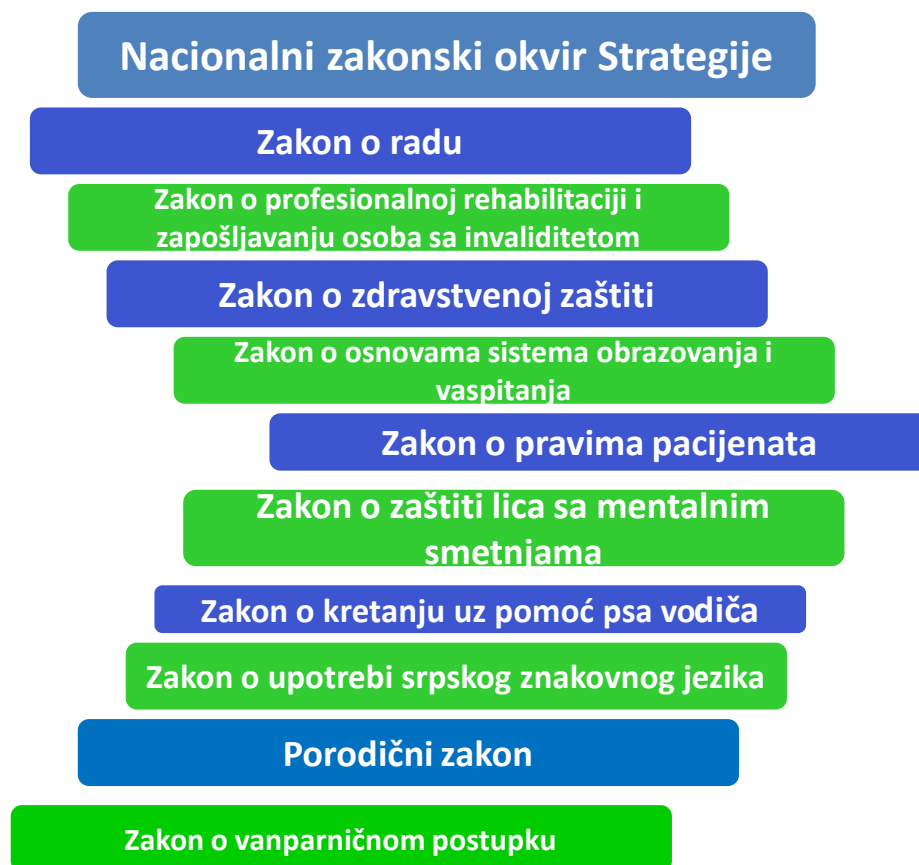 Nacionalni zakonski okvir Strategije
Zakon o radu
Zakon o profesionalnoj rehabilitaciji i
zapošljavanju osoba sa invaliditetom
Zakon o zdravstvenoj zaštiti
Zakon o osnovama sistema obrazovanja i
vaspitanja
Zakon o pravima pacijenata
Zakon o zaštiti lica sa mentalnim
smetnjama
Zakon o kretanju uz pomoć psa vodiča
Zakon o upotrebi srpskog znakovnog jezika
Porodični zakon
Zakon o vanparničnom postupku